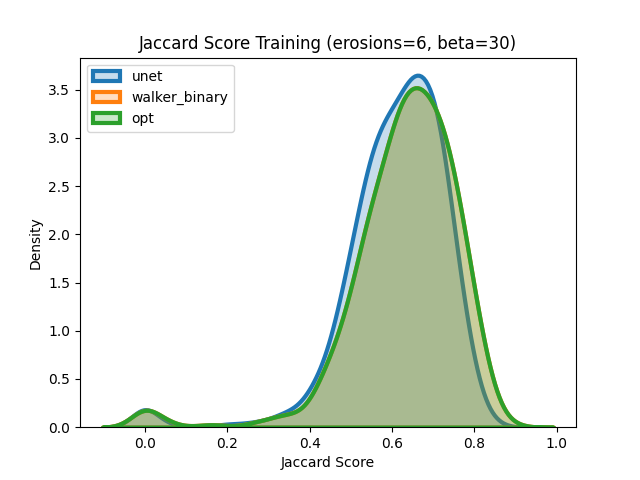 Jaccard Score Training (erosions=6, beta=30)
unet
walker_binary
opt
3.5
3.0
2.5
2.0
1.5
1.0
0.5
0.0
Density
0.0 0.2 0.4 0.6 0.8 1.0
Jaccard Score